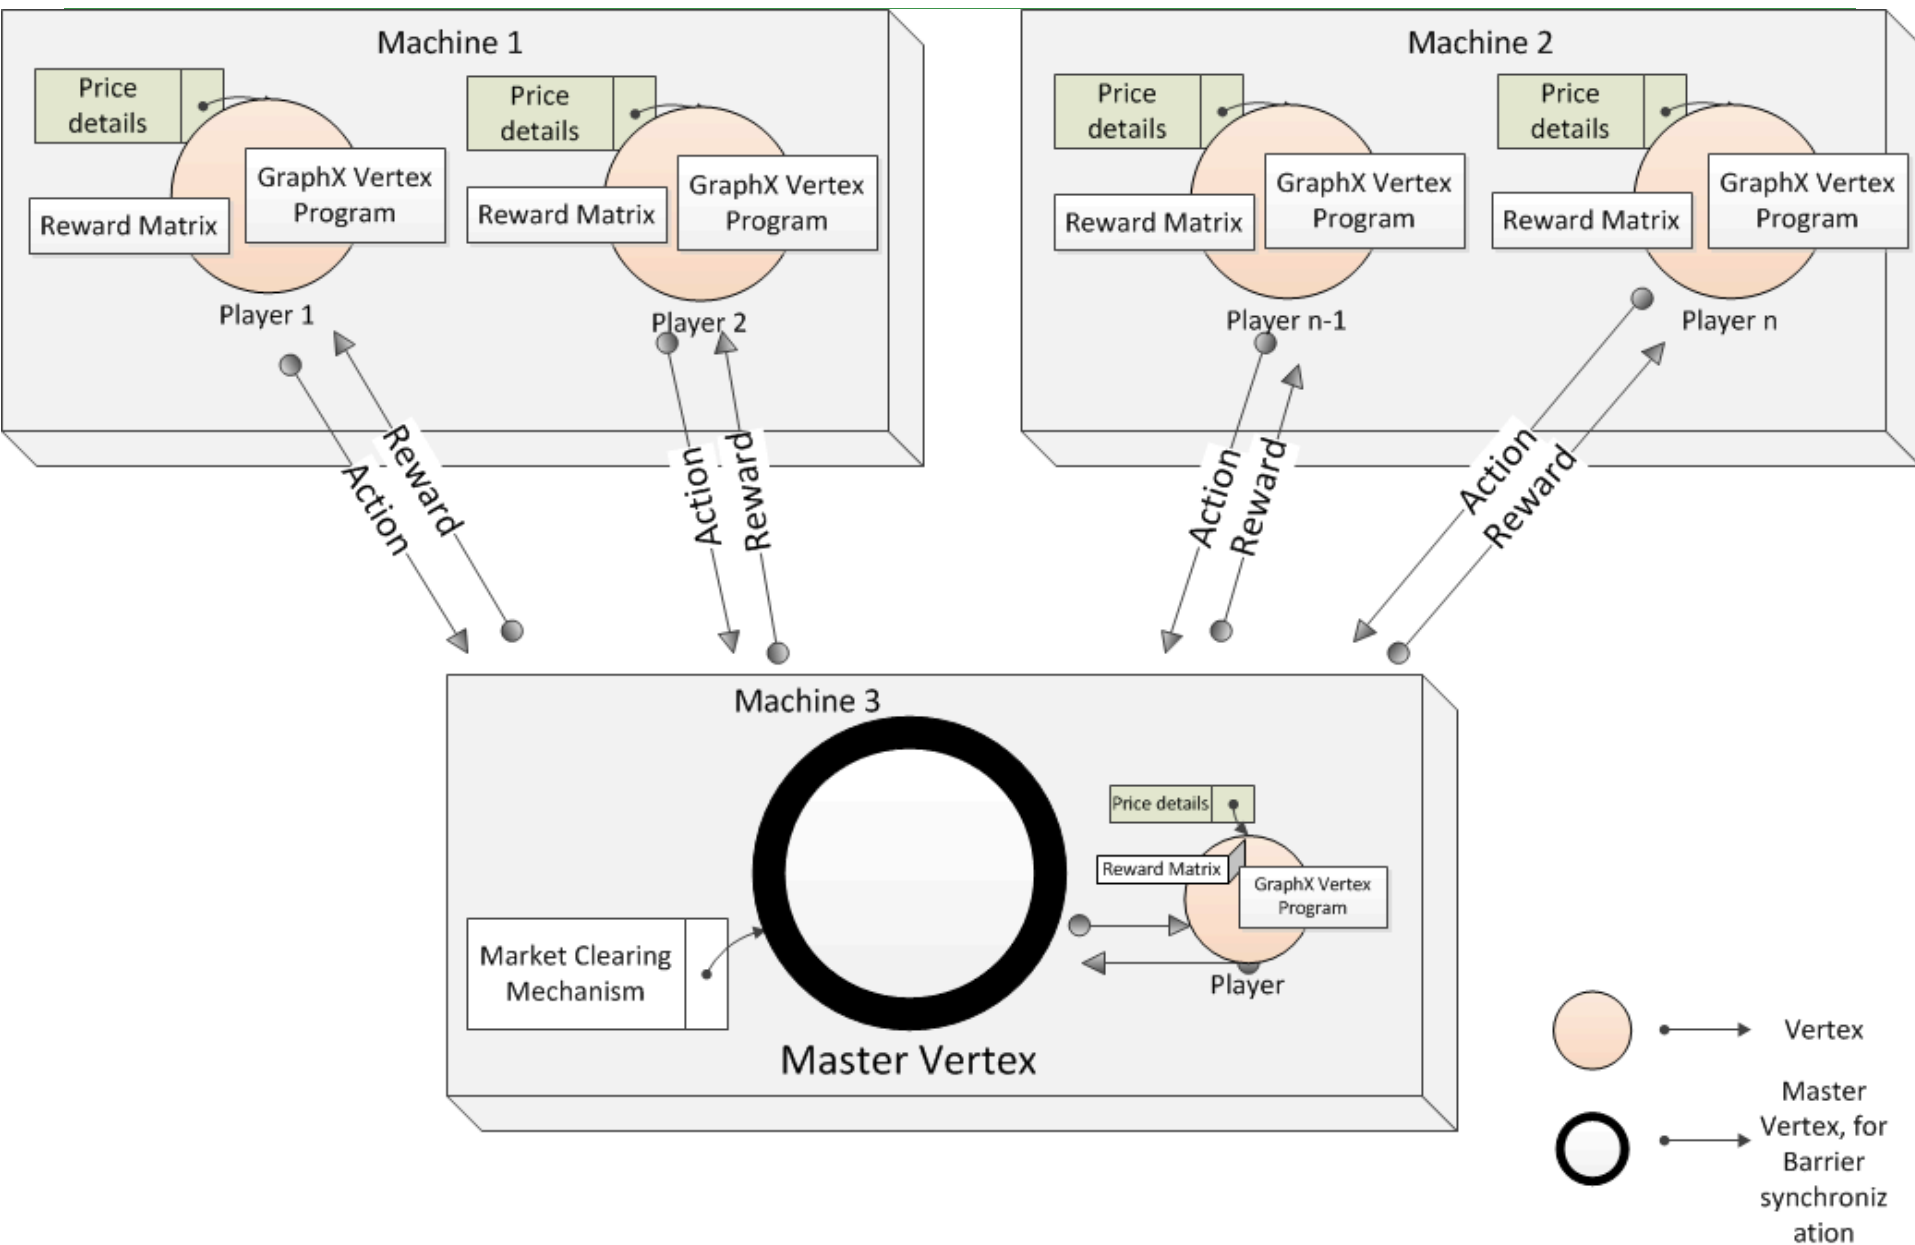 Machine 1
Price
details
GraphX Vertex
Program
Reward Matrix
Player 1
Price
details
GraphX Vertex
Program
Reward Matrix
Player 2
Machine 2
Price
details
GraphX Vertex
Program
Reward Matrix
Player n-1
Price
details
GraphX Vertex
Program
Reward Matrix
Player n
Action
Reward
Action
Reward
Action
Reward
Action
Reward
Machine 3
Market Clearing
Mechanism
Master Vertex
Price details
Reward Matrix
GraphX Vertex
Program
Player
Vertex
Master
Vertex, for
Barrier
synchroniz
ation